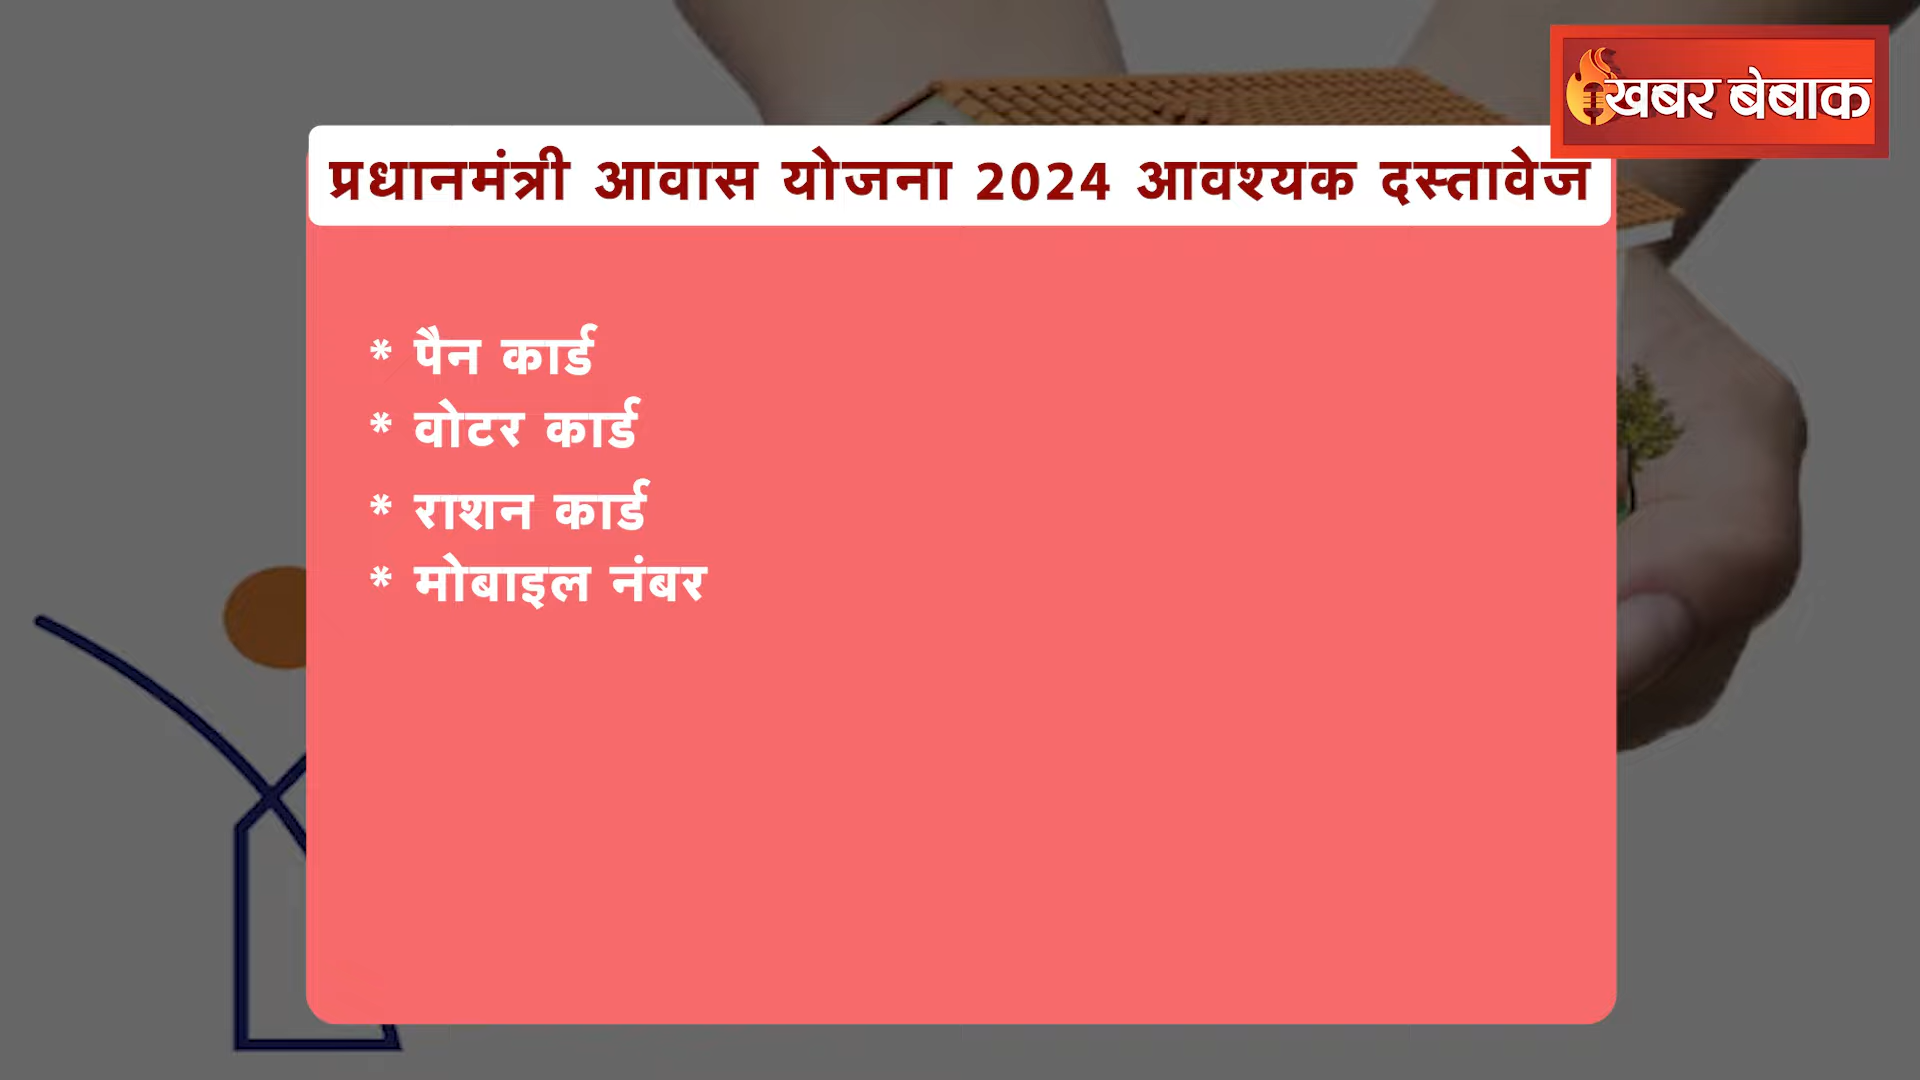 खबर बेबाक
प्रधानमंत्री आवास योजना 2024 आवश्यक दस्तावेज
* पैन कार्ड
* वोटर कार्ड
* राशन कार्ड
* मोबाइल नंबर